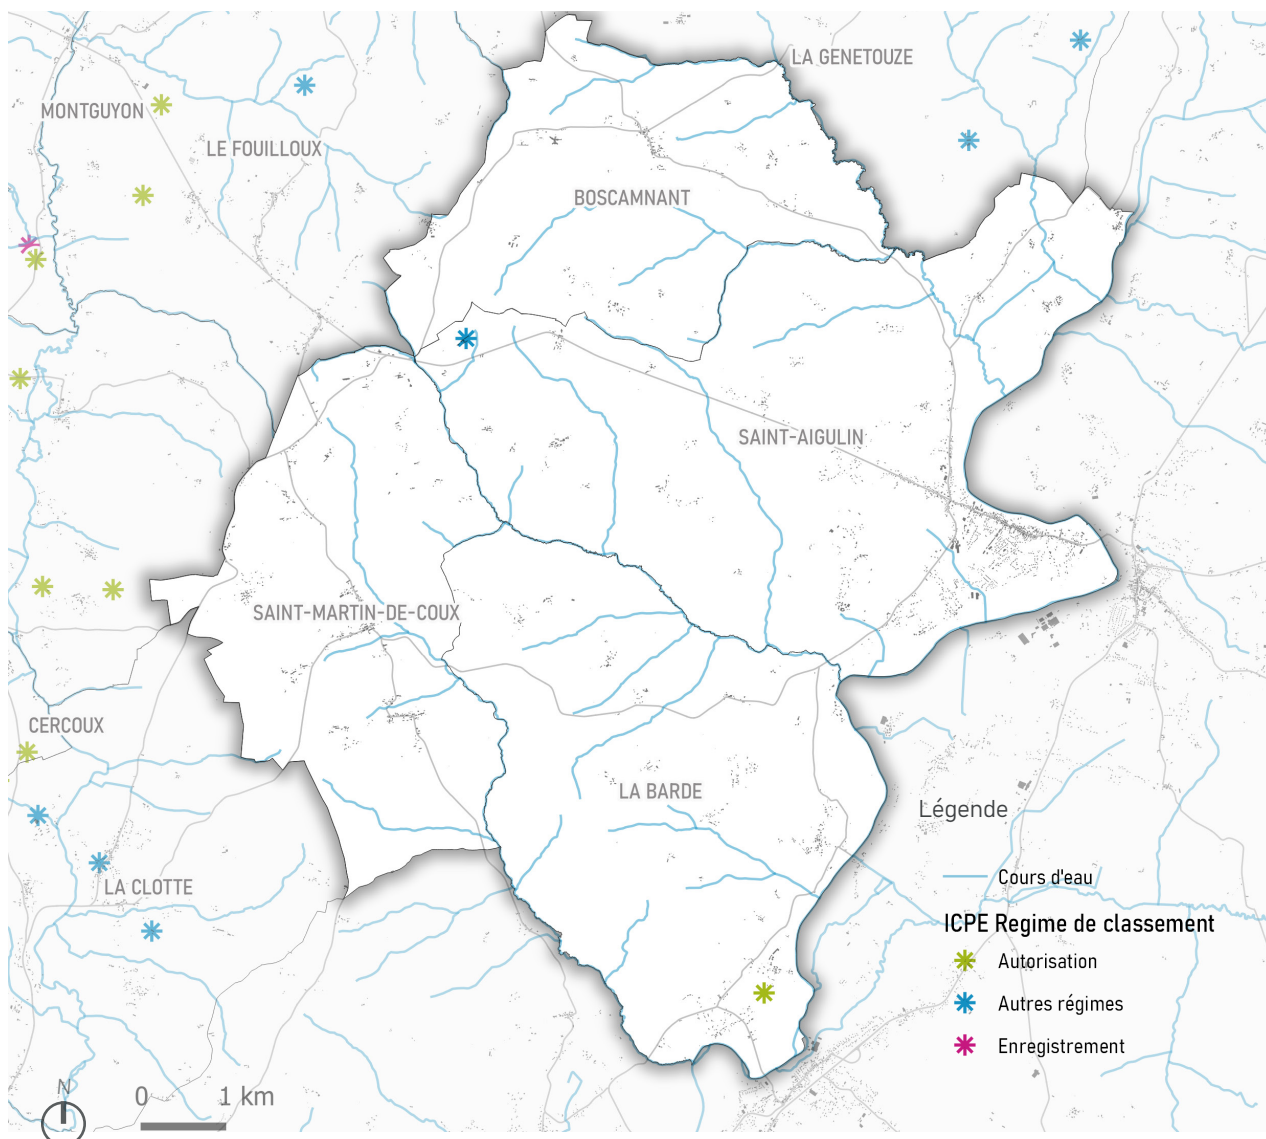 LA GENETOUZE
MONTGUYON
LE FOUILLOUX
BOSCAMNANT
SAINT-AIGULIN
SAINT-MARTIN-DE-COUX
CERCOUX
LA BARDE
LA CLOTTE
Légende
Cours d'eau
ICPE Regime de classement
Autorisation
Autres régimes
Enregistrement
N
0 1 km